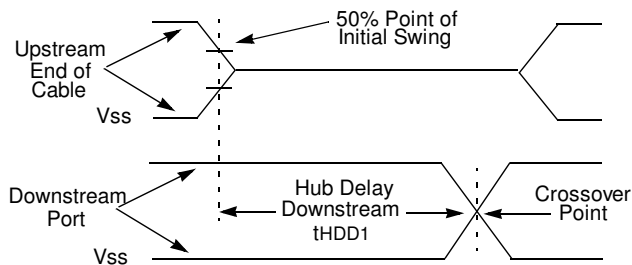 50% Point of
Initial Swing
Upstream
End of
Cable
Vss
Downstream
Port
Hub Delay
Downstream
tHDD1
Crossover
Point
Vss